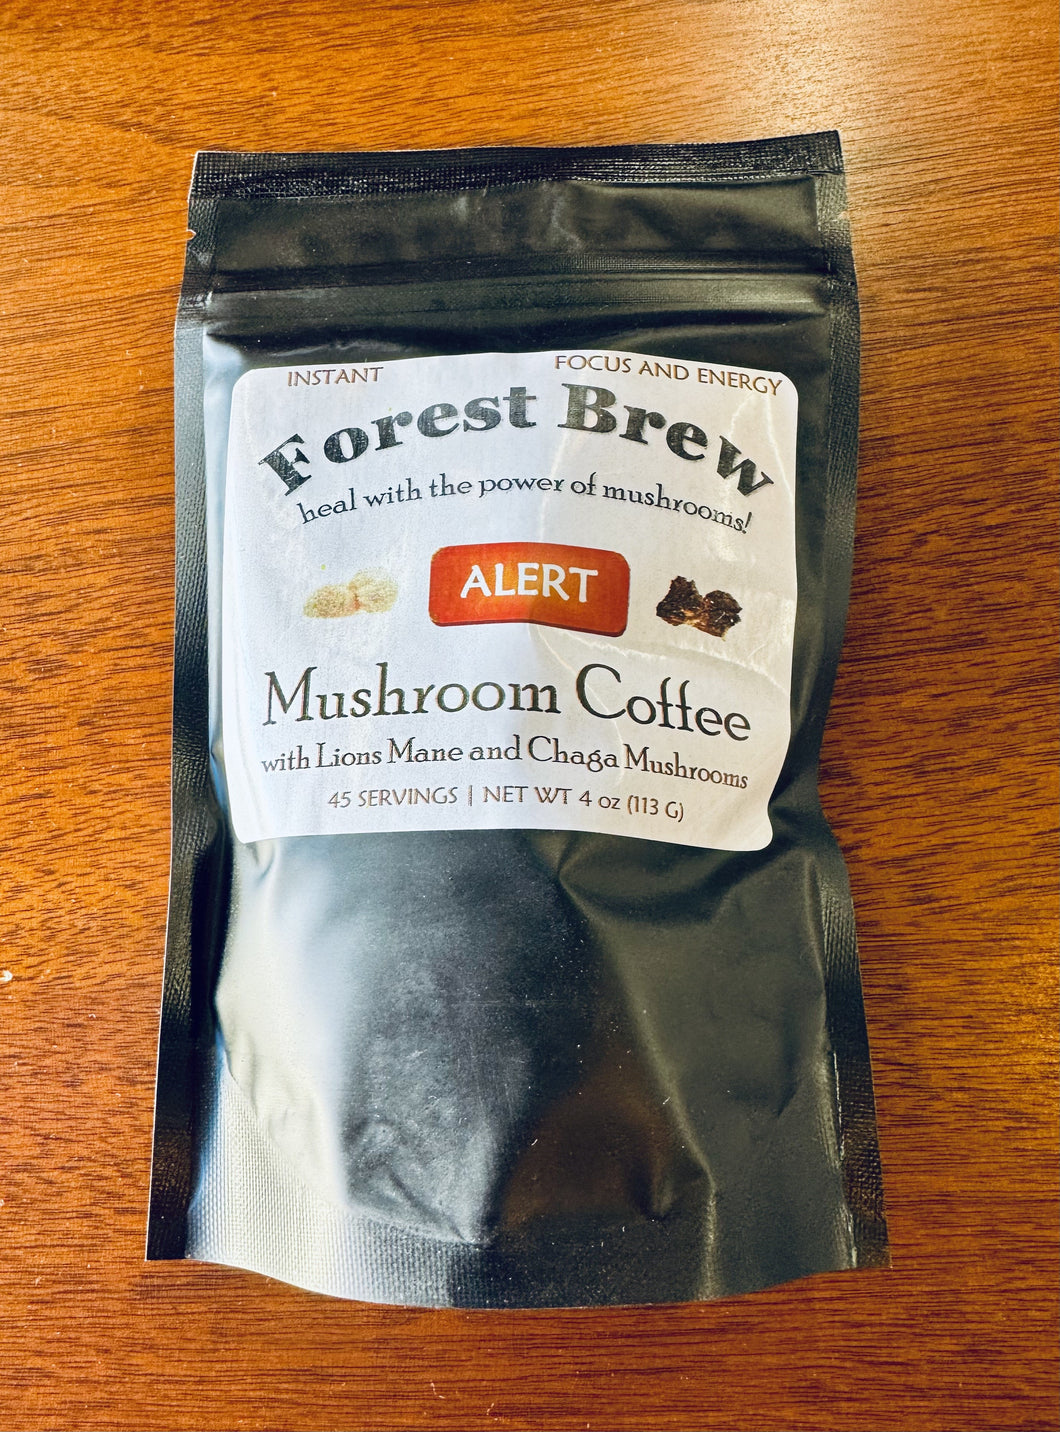 INSTANT FOCUS AND ENERGY
Forest Brew
heal with the power of mushrooms!
ALERT
Mushroom Coffee
with Lions Mane and Chaga Mushrooms
45 SERVINGS | NET WT 4 oz (113 G)